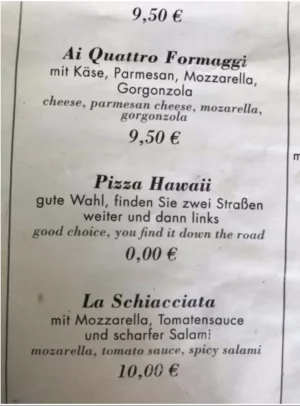 9,50 €
Ai Quattro Formaggi
mit Käse, Parmesan, Mozzarella,
Gorgonzola
cheese, parmesan cheese, mozarella,
gorgonzola
9,50 €
Pizza Hawaii
gute Wahl, finden Sie zwei Straßen
weiter und dann links
good choice, you find it down the road
0,00 €
La Schiacciata
mit Mozzarella, Tomatensauce
und scharfer Salami
mozarella, tomato sauce, spicy salami
10,00 €